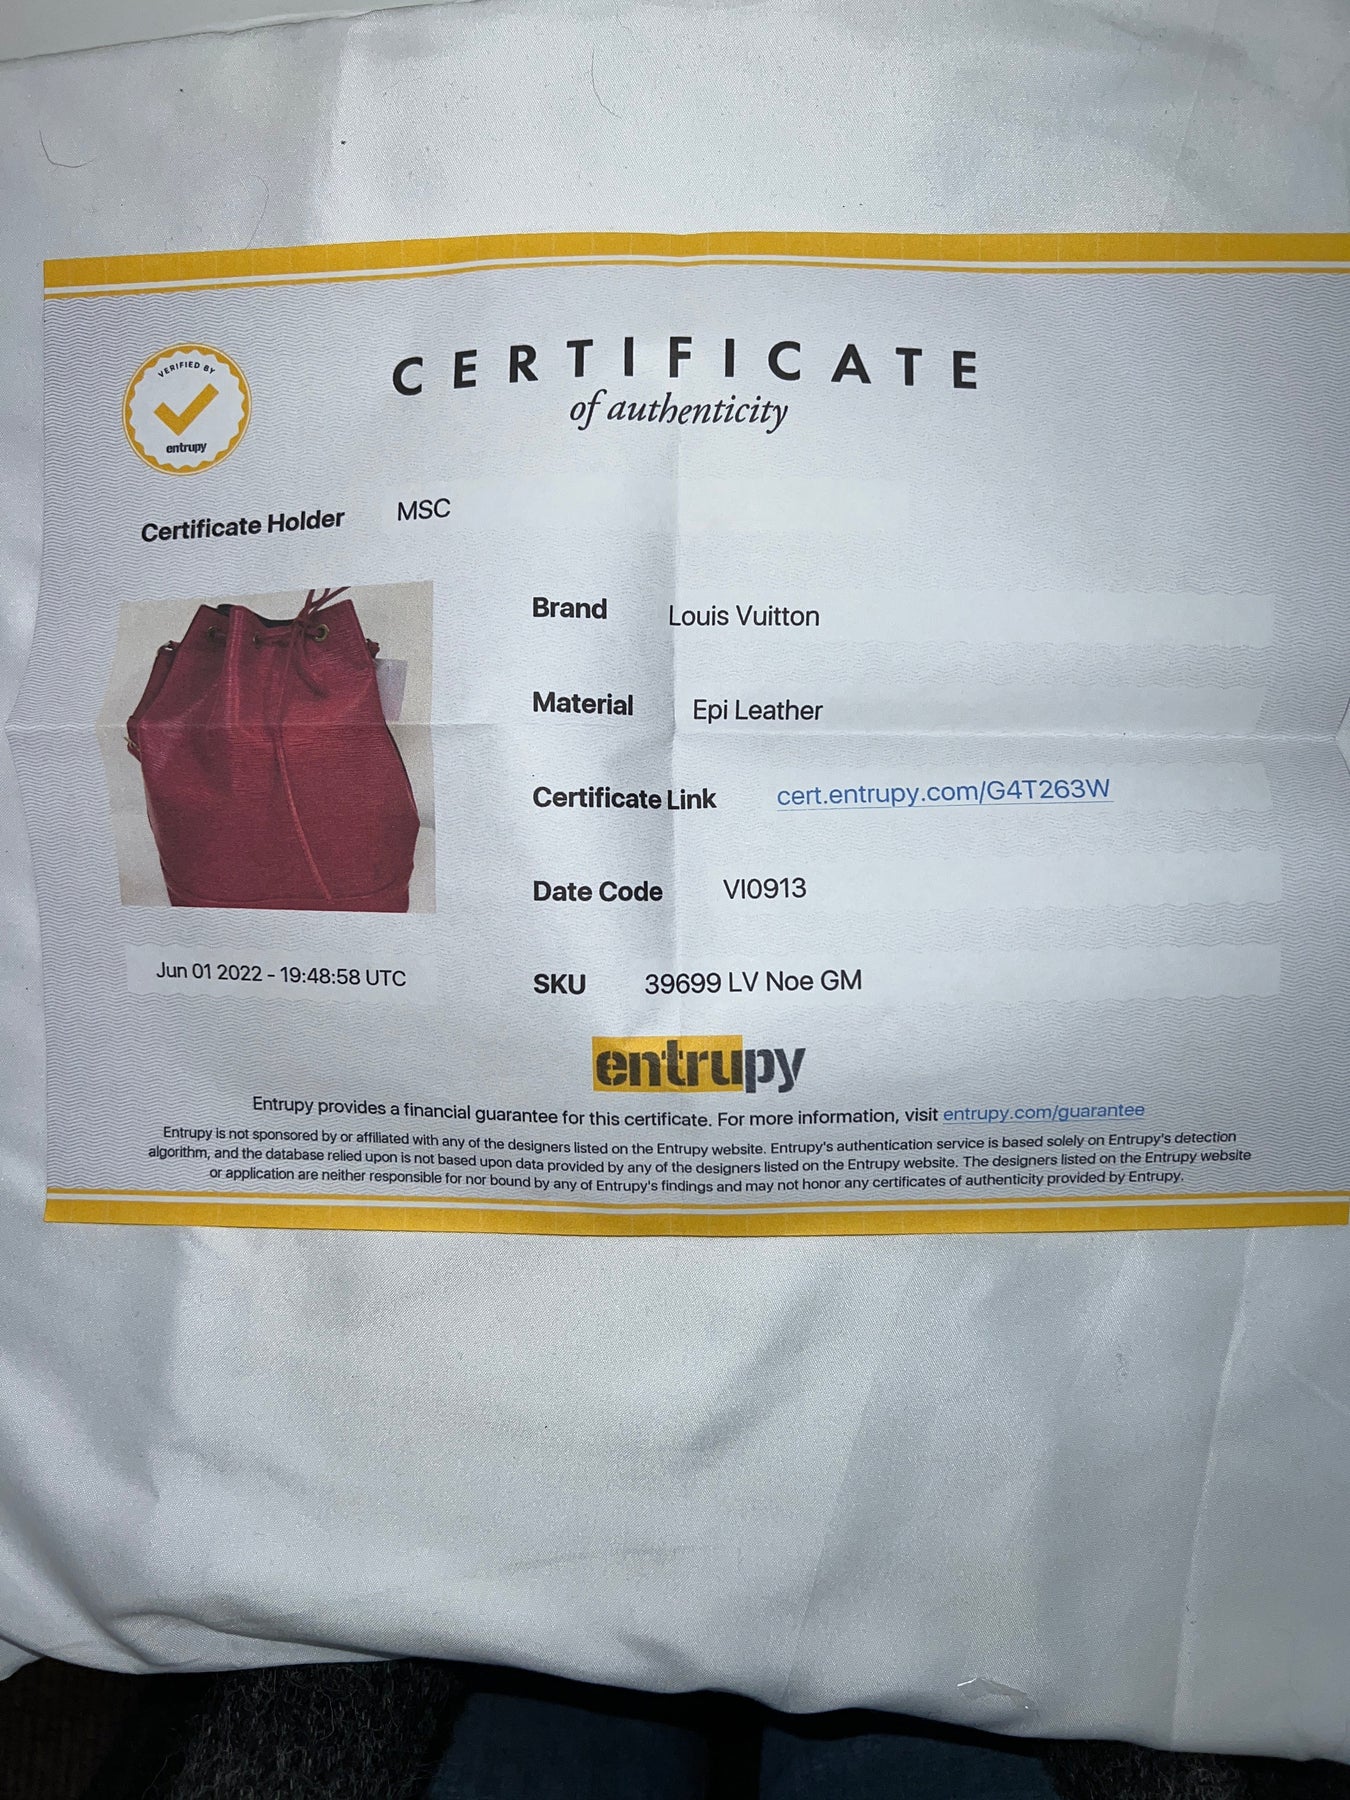 CERTIFICATE
of authenticity
VERIFIED BY
entrupy
Certificate Holder MSC
Brand Louis Vuitton
Material Epi Leather
Certificate Link cert.entrupy.com/G4T263W
Date Code VI0913
Jun 01 2022 - 19:48:58 UTC
SKU 39699 LV Noe GM
entrupy
Entrupy provides a financial guarantee for this certificate. For more information, visit entrupy.com/guarantee
Entrupy is not sponsored by or affiliated with any of the designers listed on the Entrupy website. Entrupy's authentication service is based solely on Entrupy's detection
algorithm, and the database relied upon is not based upon data provided by any of the designers listed on the Entrupy website. The designers listed on the Entrupy website
or application are neither responsible for nor bound by any of Entrupy's findings and may not honor any certificates of authenticity provided by Entrupy.